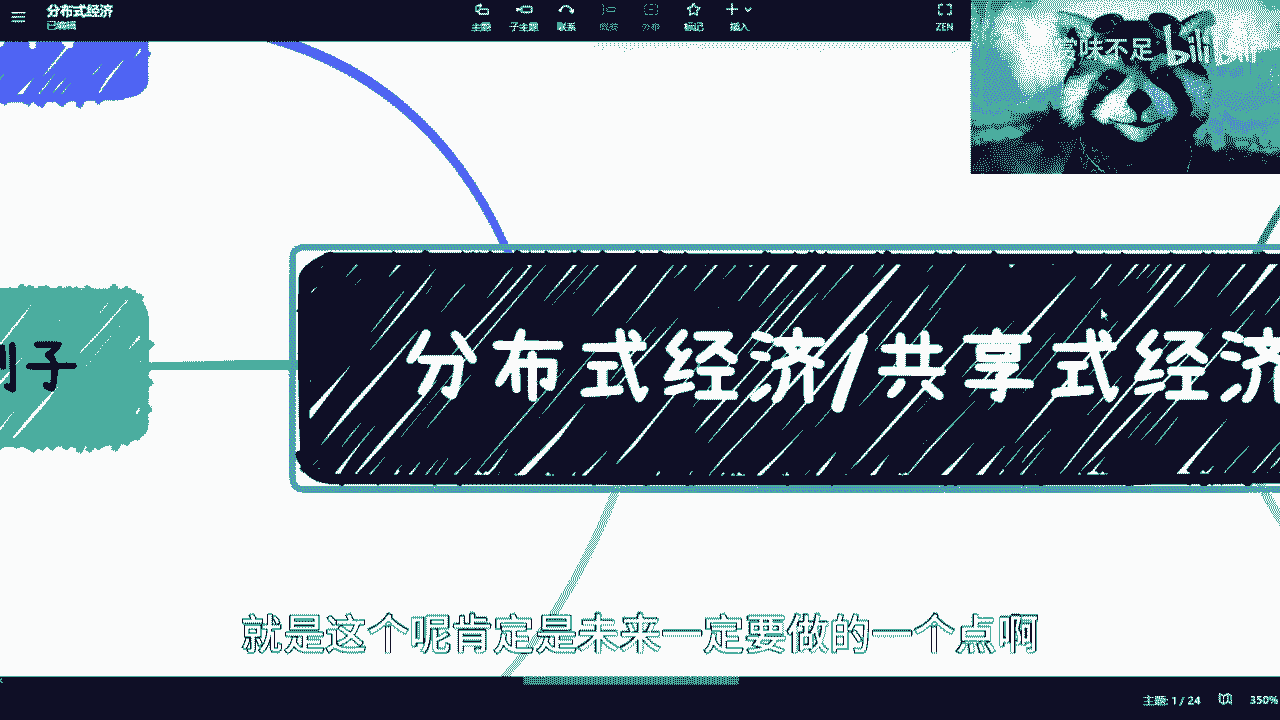 分布式经济
已编辑
主题 子主题 联系 概要 外框 标记 插入 ZEN
赏味不足 bilibili
例子
分布式经济/共享式经济
就是这个呢肯定是未来一定要做的一个点啊
主题: 1 / 24 350%